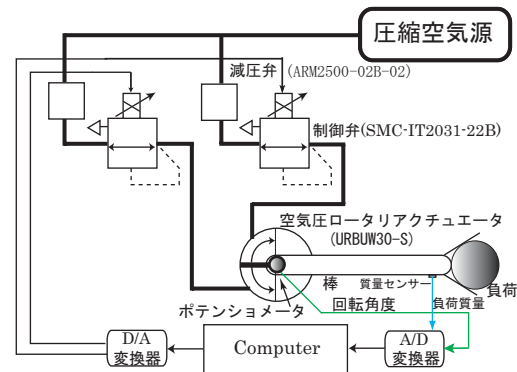 圧縮空気源
減圧弁 (ARM2500-02B-02)
制御弁(SMC-IT2031-22B)
空気圧ロータリアクチュエータ
(URBUW30-S)
棒
質量センサー
負荷
ポテンショメータ
回転角度
負荷質量
D/A
変換器
Computer
A/D
変換器